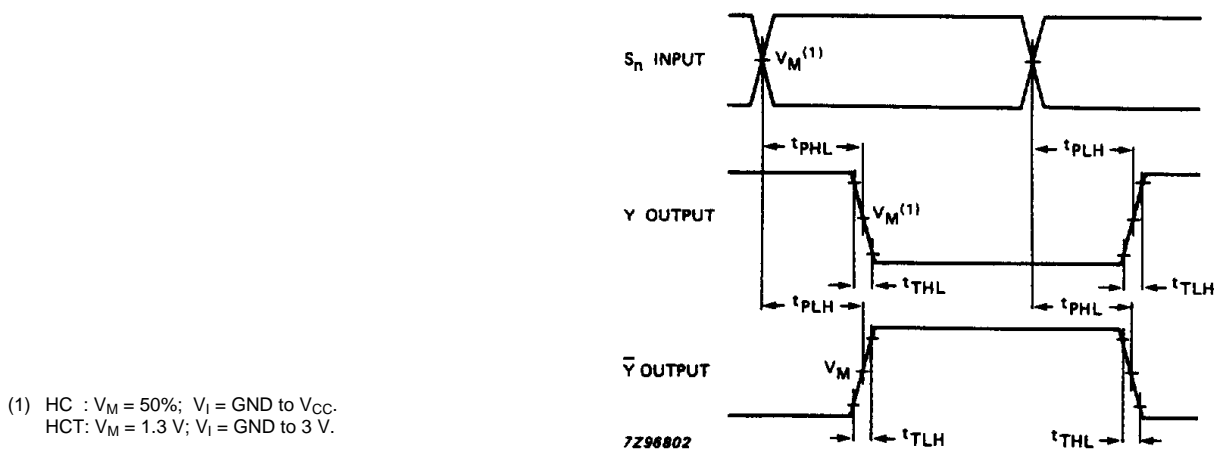 Sn INPUT
VM(1)
tPHL
tPLH
Y OUTPUT
VM(1)
tTHL
tTLH
tPLH
tPHL
Y̅ OUTPUT
VM
tTLH
tTHL
7Z96802
(1) HC : VM = 50%; VI = GND to VCC.
HCT: VM = 1.3 V; VI = GND to 3 V.